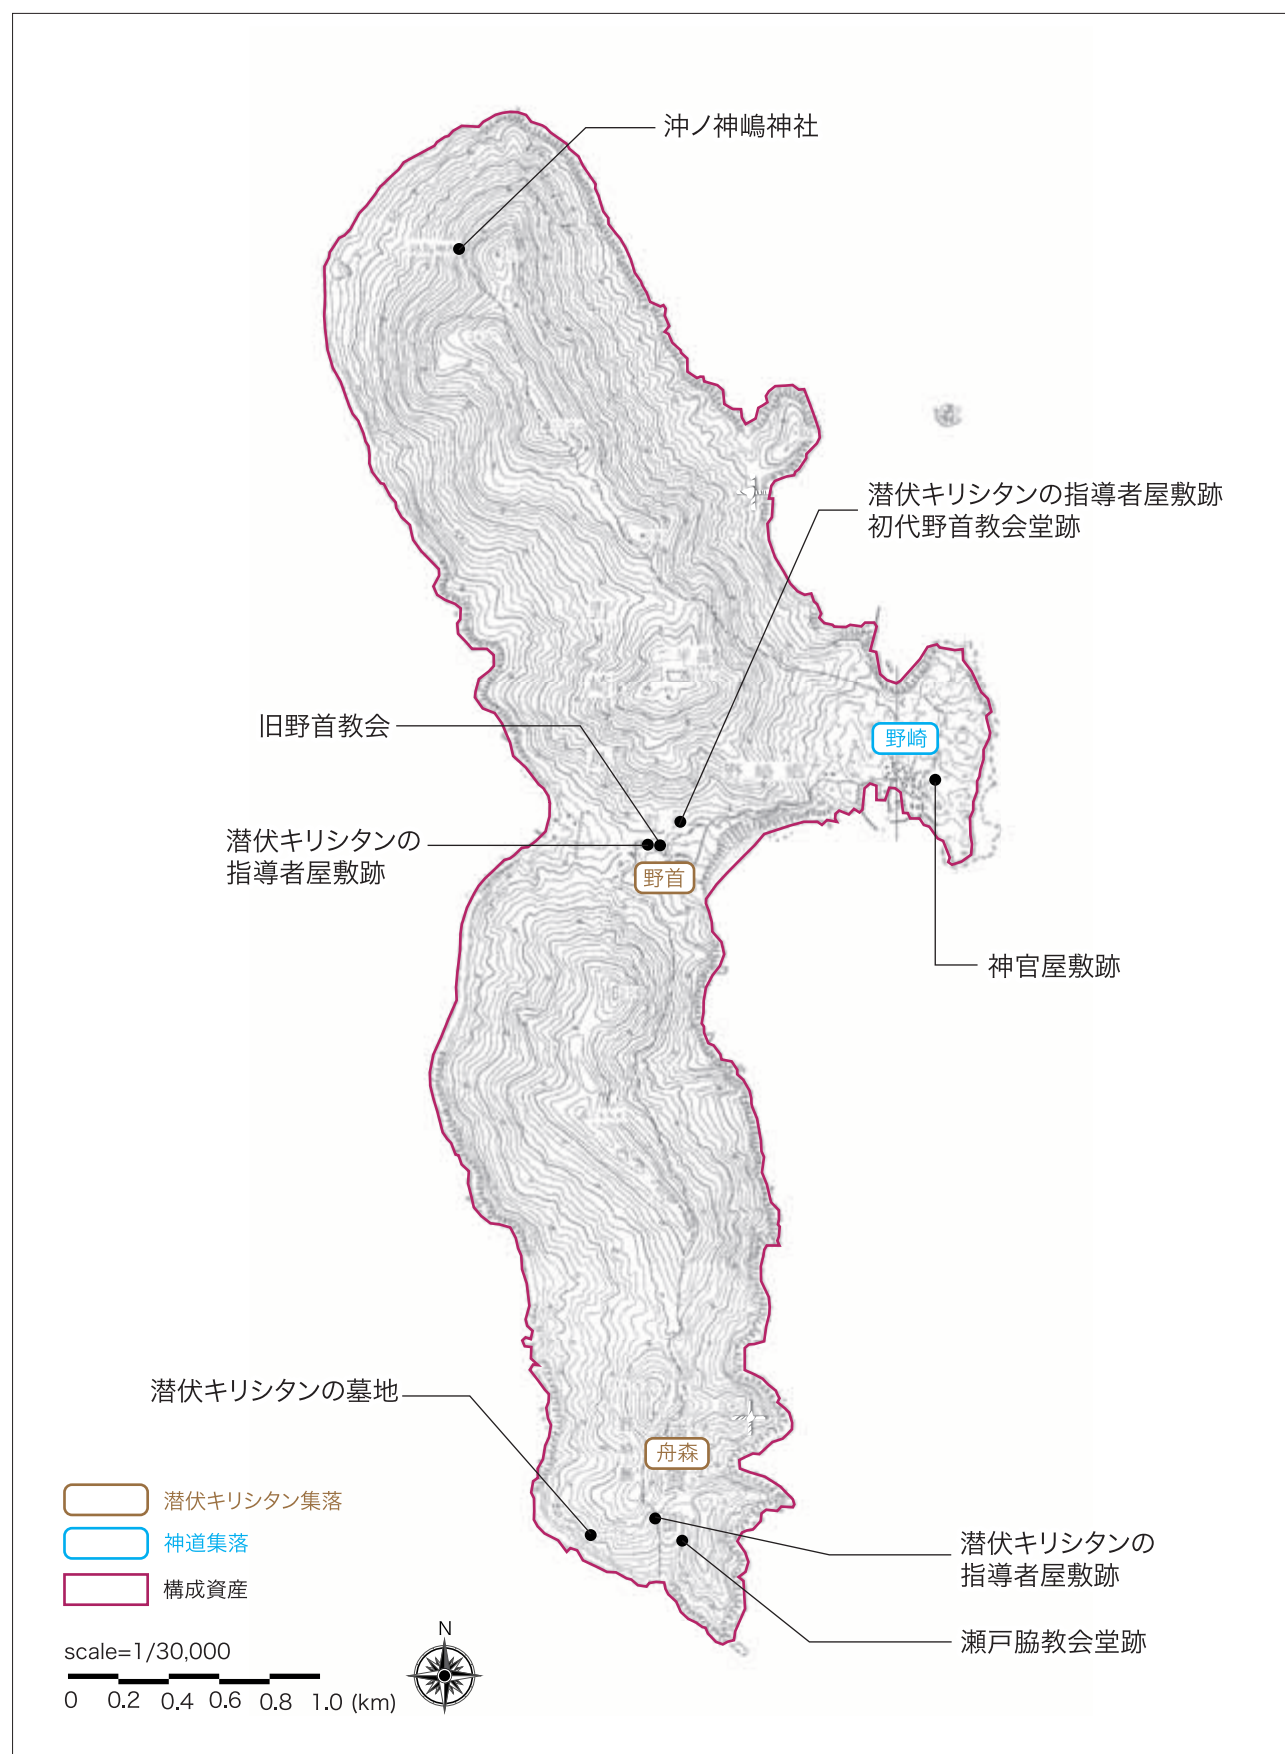 沖ノ神嶋神社
潜伏キリシタンの指導者屋敷跡
初代野首教会堂跡
旧野首教会
野崎
潜伏キリシタンの
指導者屋敷跡
野首
神官屋敷跡
潜伏キリシタンの墓地
舟森
潜伏キリシタン集落
神道集落
構成資産
潜伏キリシタンの
指導者屋敷跡
瀬戸脇教会堂跡
scale=1/30,000
N
0 0.2 0.4 0.6 0.8 1.0 (km)